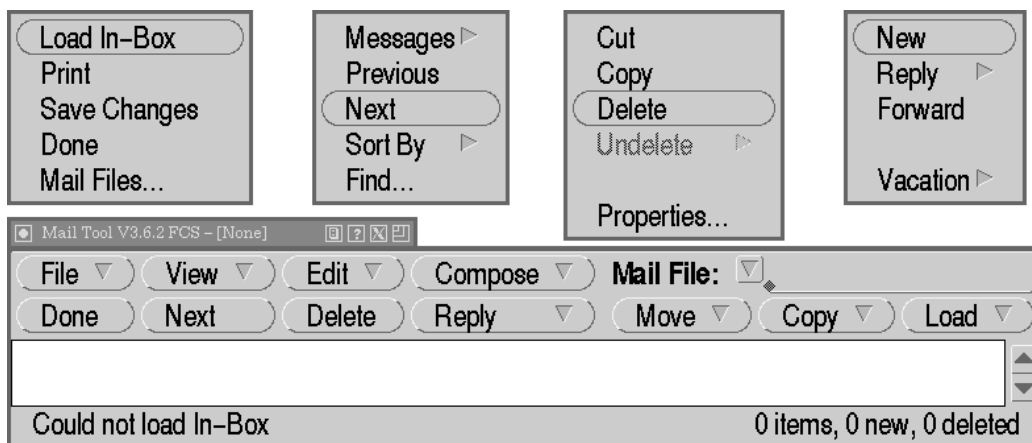 Load In-Box
Print
Save Changes
Done
Mail Files...
Messages
Previous
Next
Sort By
Find...
Cut
Copy
Delete
Undelete
Properties...
New
Reply
Forward
Vacation
Mail Tool V3.6.2 FCS - [None]
File View Edit Compose Mail File:
Done Next Delete Reply Move Copy Load
Could not load In-Box 0 items, 0 new, 0 deleted